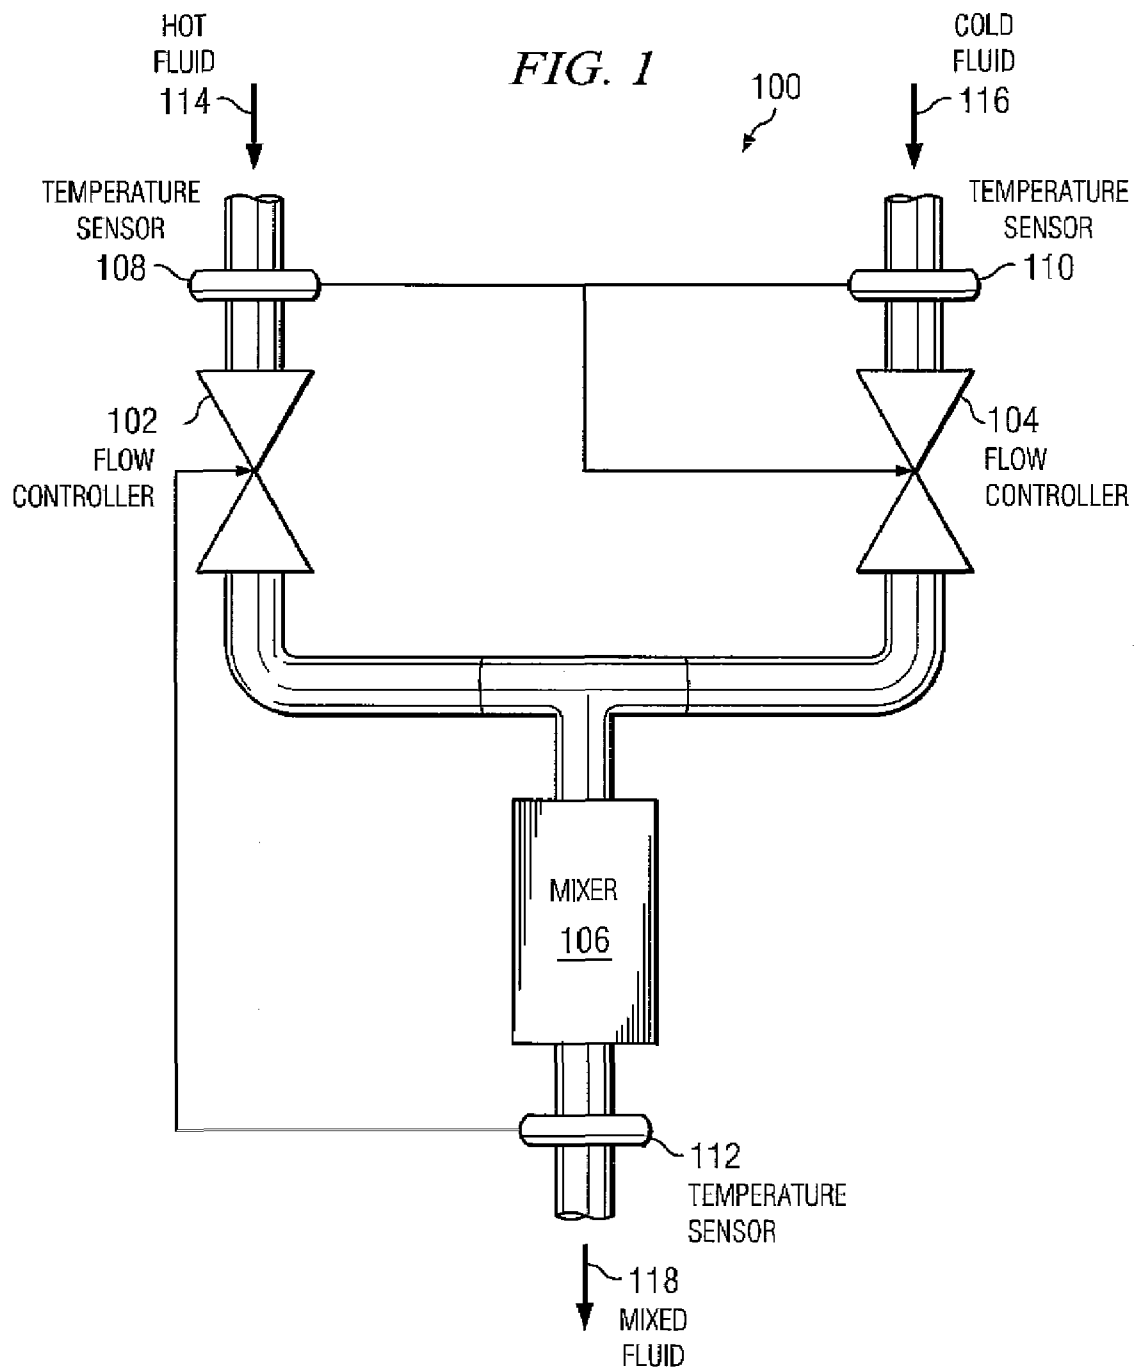 HOT
FLUID
114
FIG. 1
100
COLD
FLUID
116
TEMPERATURE
SENSOR
108
TEMPERATURE
SENSOR
110
102
FLOW
CONTROLLER
104
FLOW
CONTROLLER
MIXER
106
112
TEMPERATURE
SENSOR
118
MIXED
FLUID